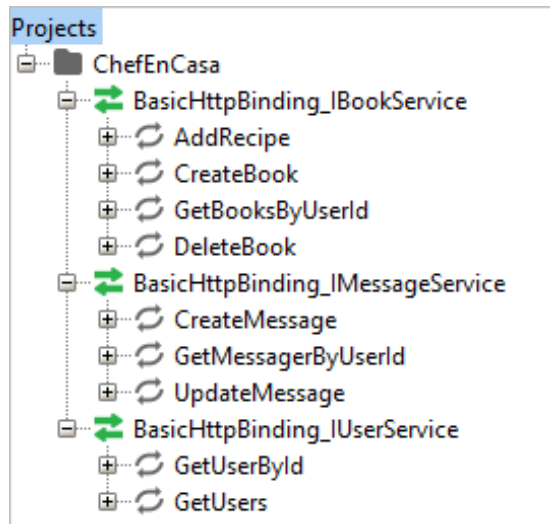 Projects
ChefEnCasa
BasicHttpBinding_IBookService
AddRecipe
CreateBook
GetBooksByUserId
DeleteBook
BasicHttpBinding_IMessageService
CreateMessage
GetMessagerByUserId
UpdateMessage
BasicHttpBinding_IUserService
GetUserById
GetUsers